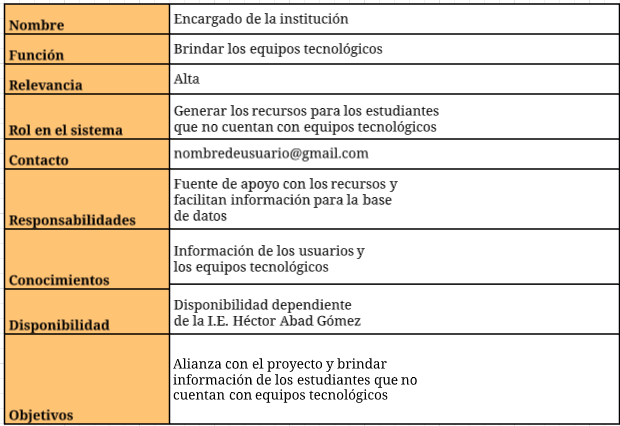 Nombre
Encargado de la institución
Función
Brindar los equipos tecnológicos
Relevancia
Alta
Rol en el sistema
Generar los recursos para los estudiantes
que no cuentan con equipos tecnológicos
Contacto
nombredeusuario@gmail.com
Responsabilidades
Fuente de apoyo con los recursos y
facilitan información para la base
de datos
Conocimientos
Información de los usuarios y
los equipos tecnológicos
Disponibilidad
Disponibilidad dependiente
de la I.E. Héctor Abad Gómez
Objetivos
Alianza con el proyecto y brindar
información de los estudiantes que no
cuentan con equipos tecnológicos